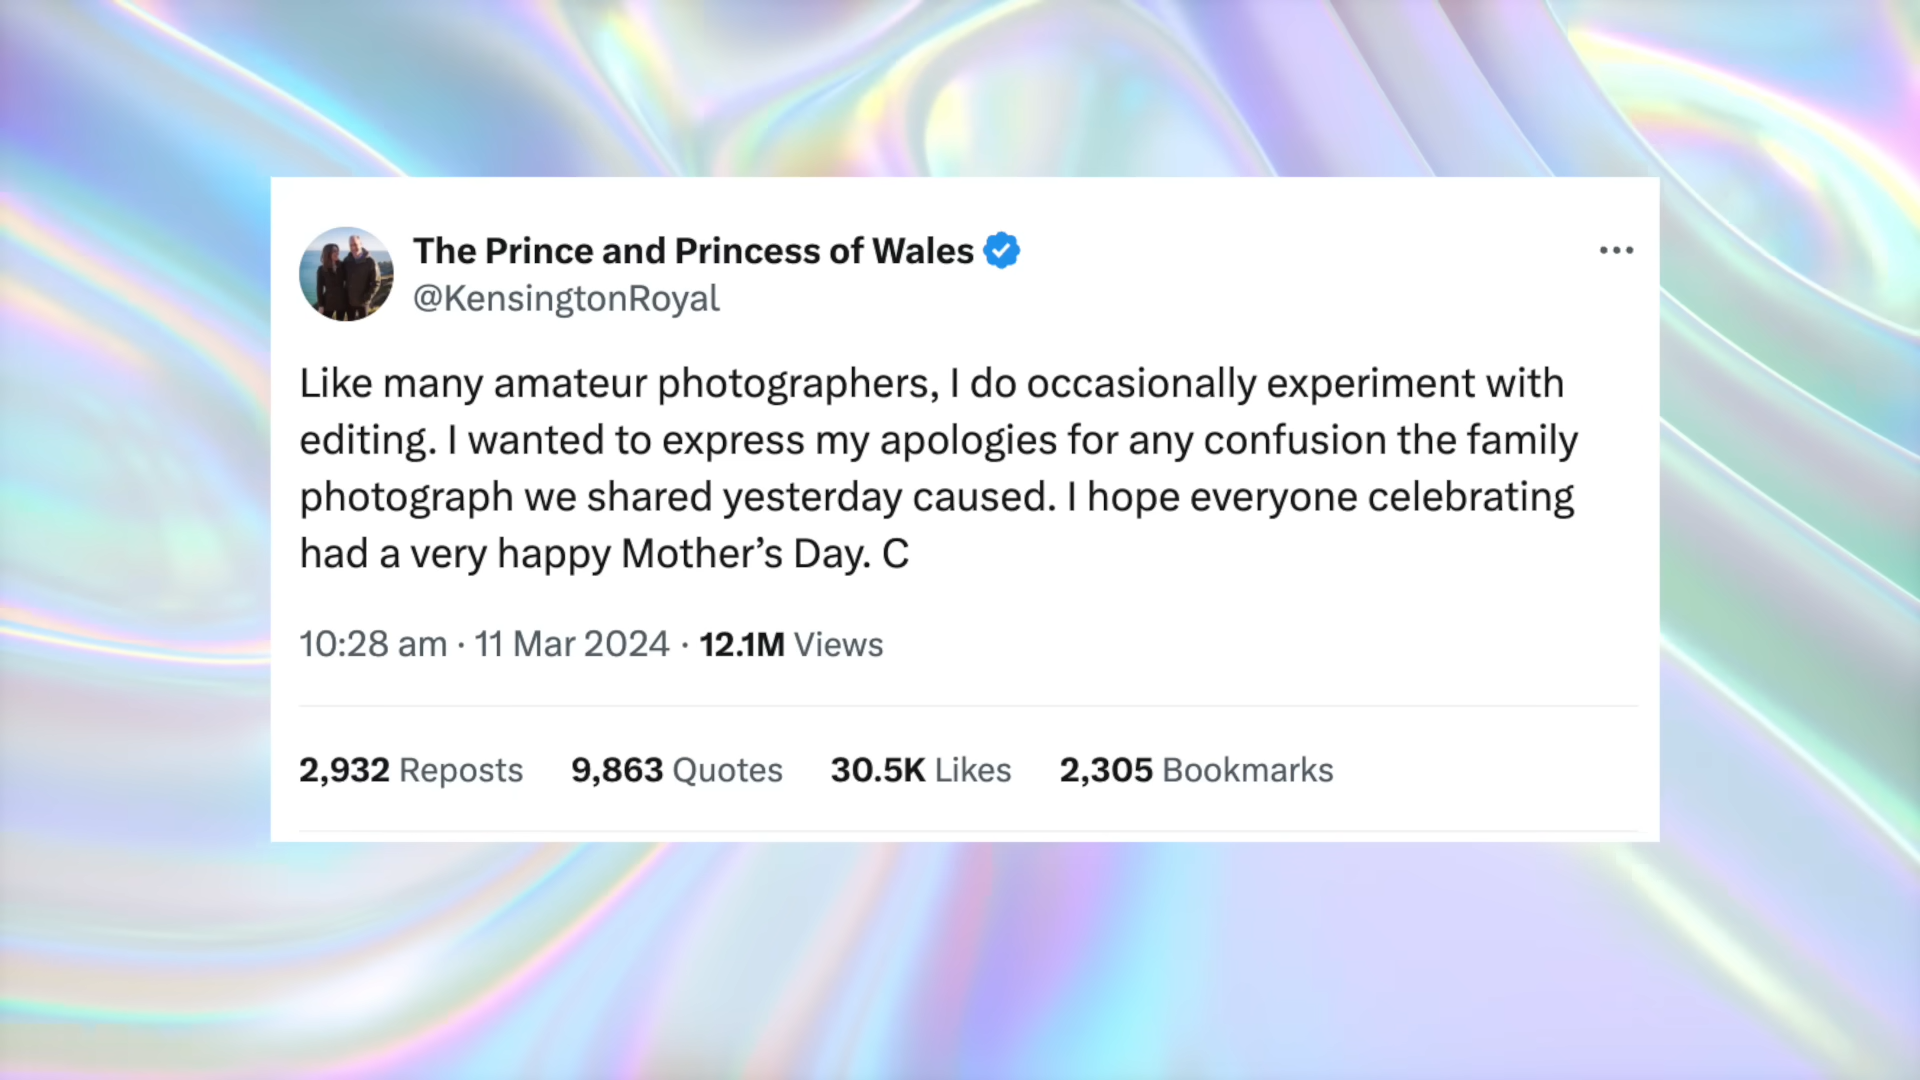 The Prince and Princess of Wales
@KensingtonRoyal
Like many amateur photographers, I do occasionally experiment with
editing. I wanted to express my apologies for any confusion the family
photograph we shared yesterday caused. I hope everyone celebrating
had a very happy Mother’s Day. C
10:28 am · 11 Mar 2024 · 12.1M Views
2,932 Reposts 9,863 Quotes 30.5K Likes 2,305 Bookmarks